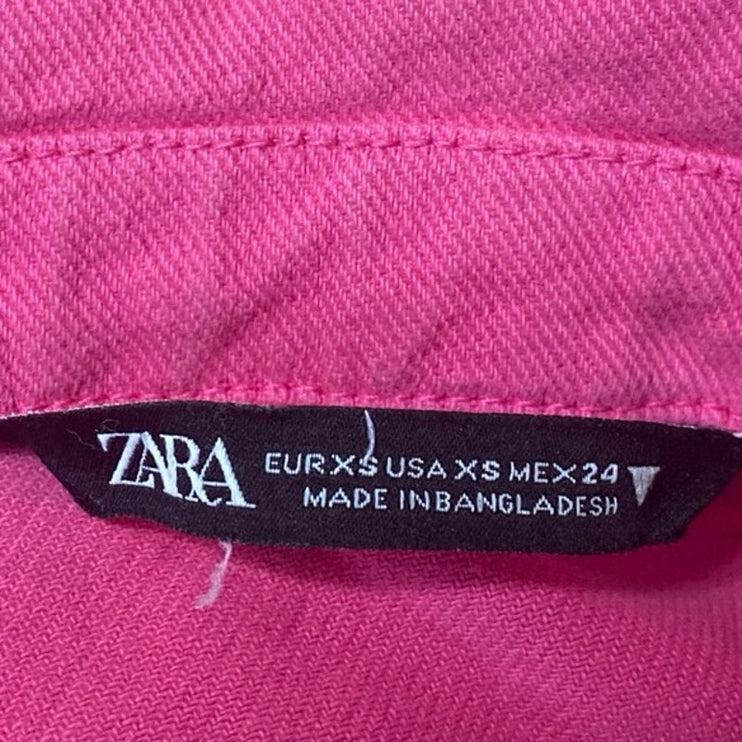 ZARA
EUR XS USA XS MEX 24
MADE IN BANGLADESH